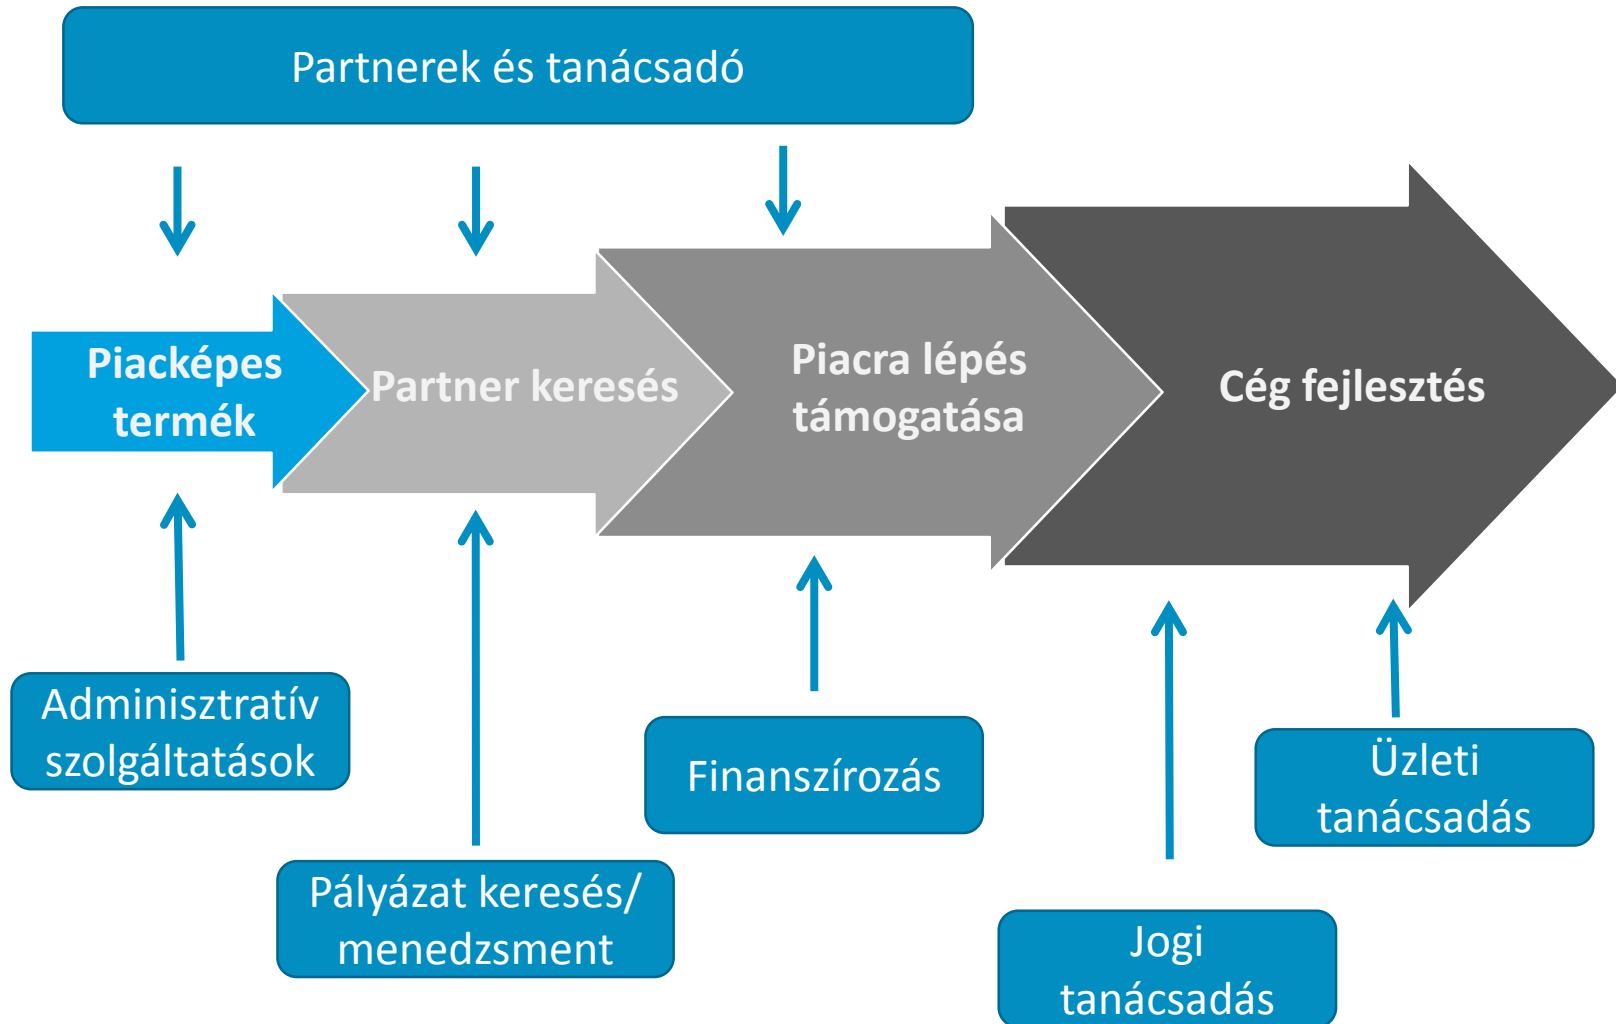 Partnerek és tanácsadó
Piacképes
termék
Partner keresés
Piacra lépés
támogatása
Cég fejlesztés
Adminisztratív
szolgáltatások
Pályázat keresés/
menedzsment
Finanszírozás
Jogi
tanácsadás
Üzleti
tanácsadás